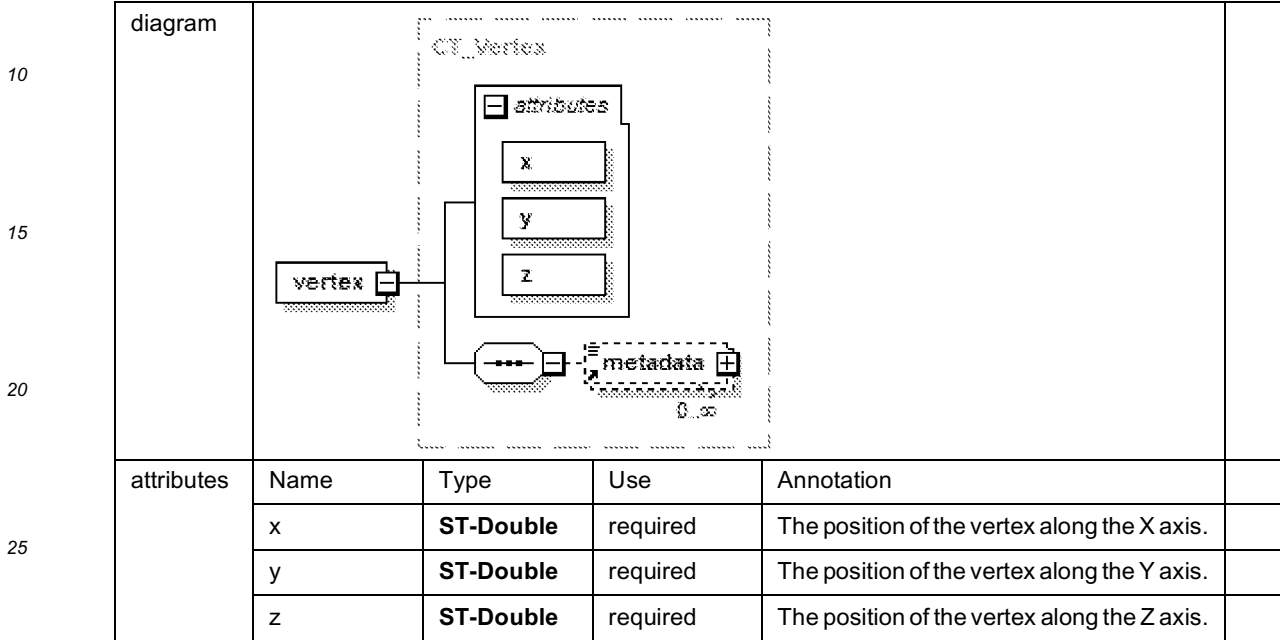 diagram
CT_Vertex
10
attributes
x
15
y
vertex
z
metadata
20
0..∞
attributes Name Type Use Annotation
x ST-Double required The position of the vertex along the X axis.
25
y ST-Double required The position of the vertex along the Y axis.
z ST-Double required The position of the vertex along the Z axis.